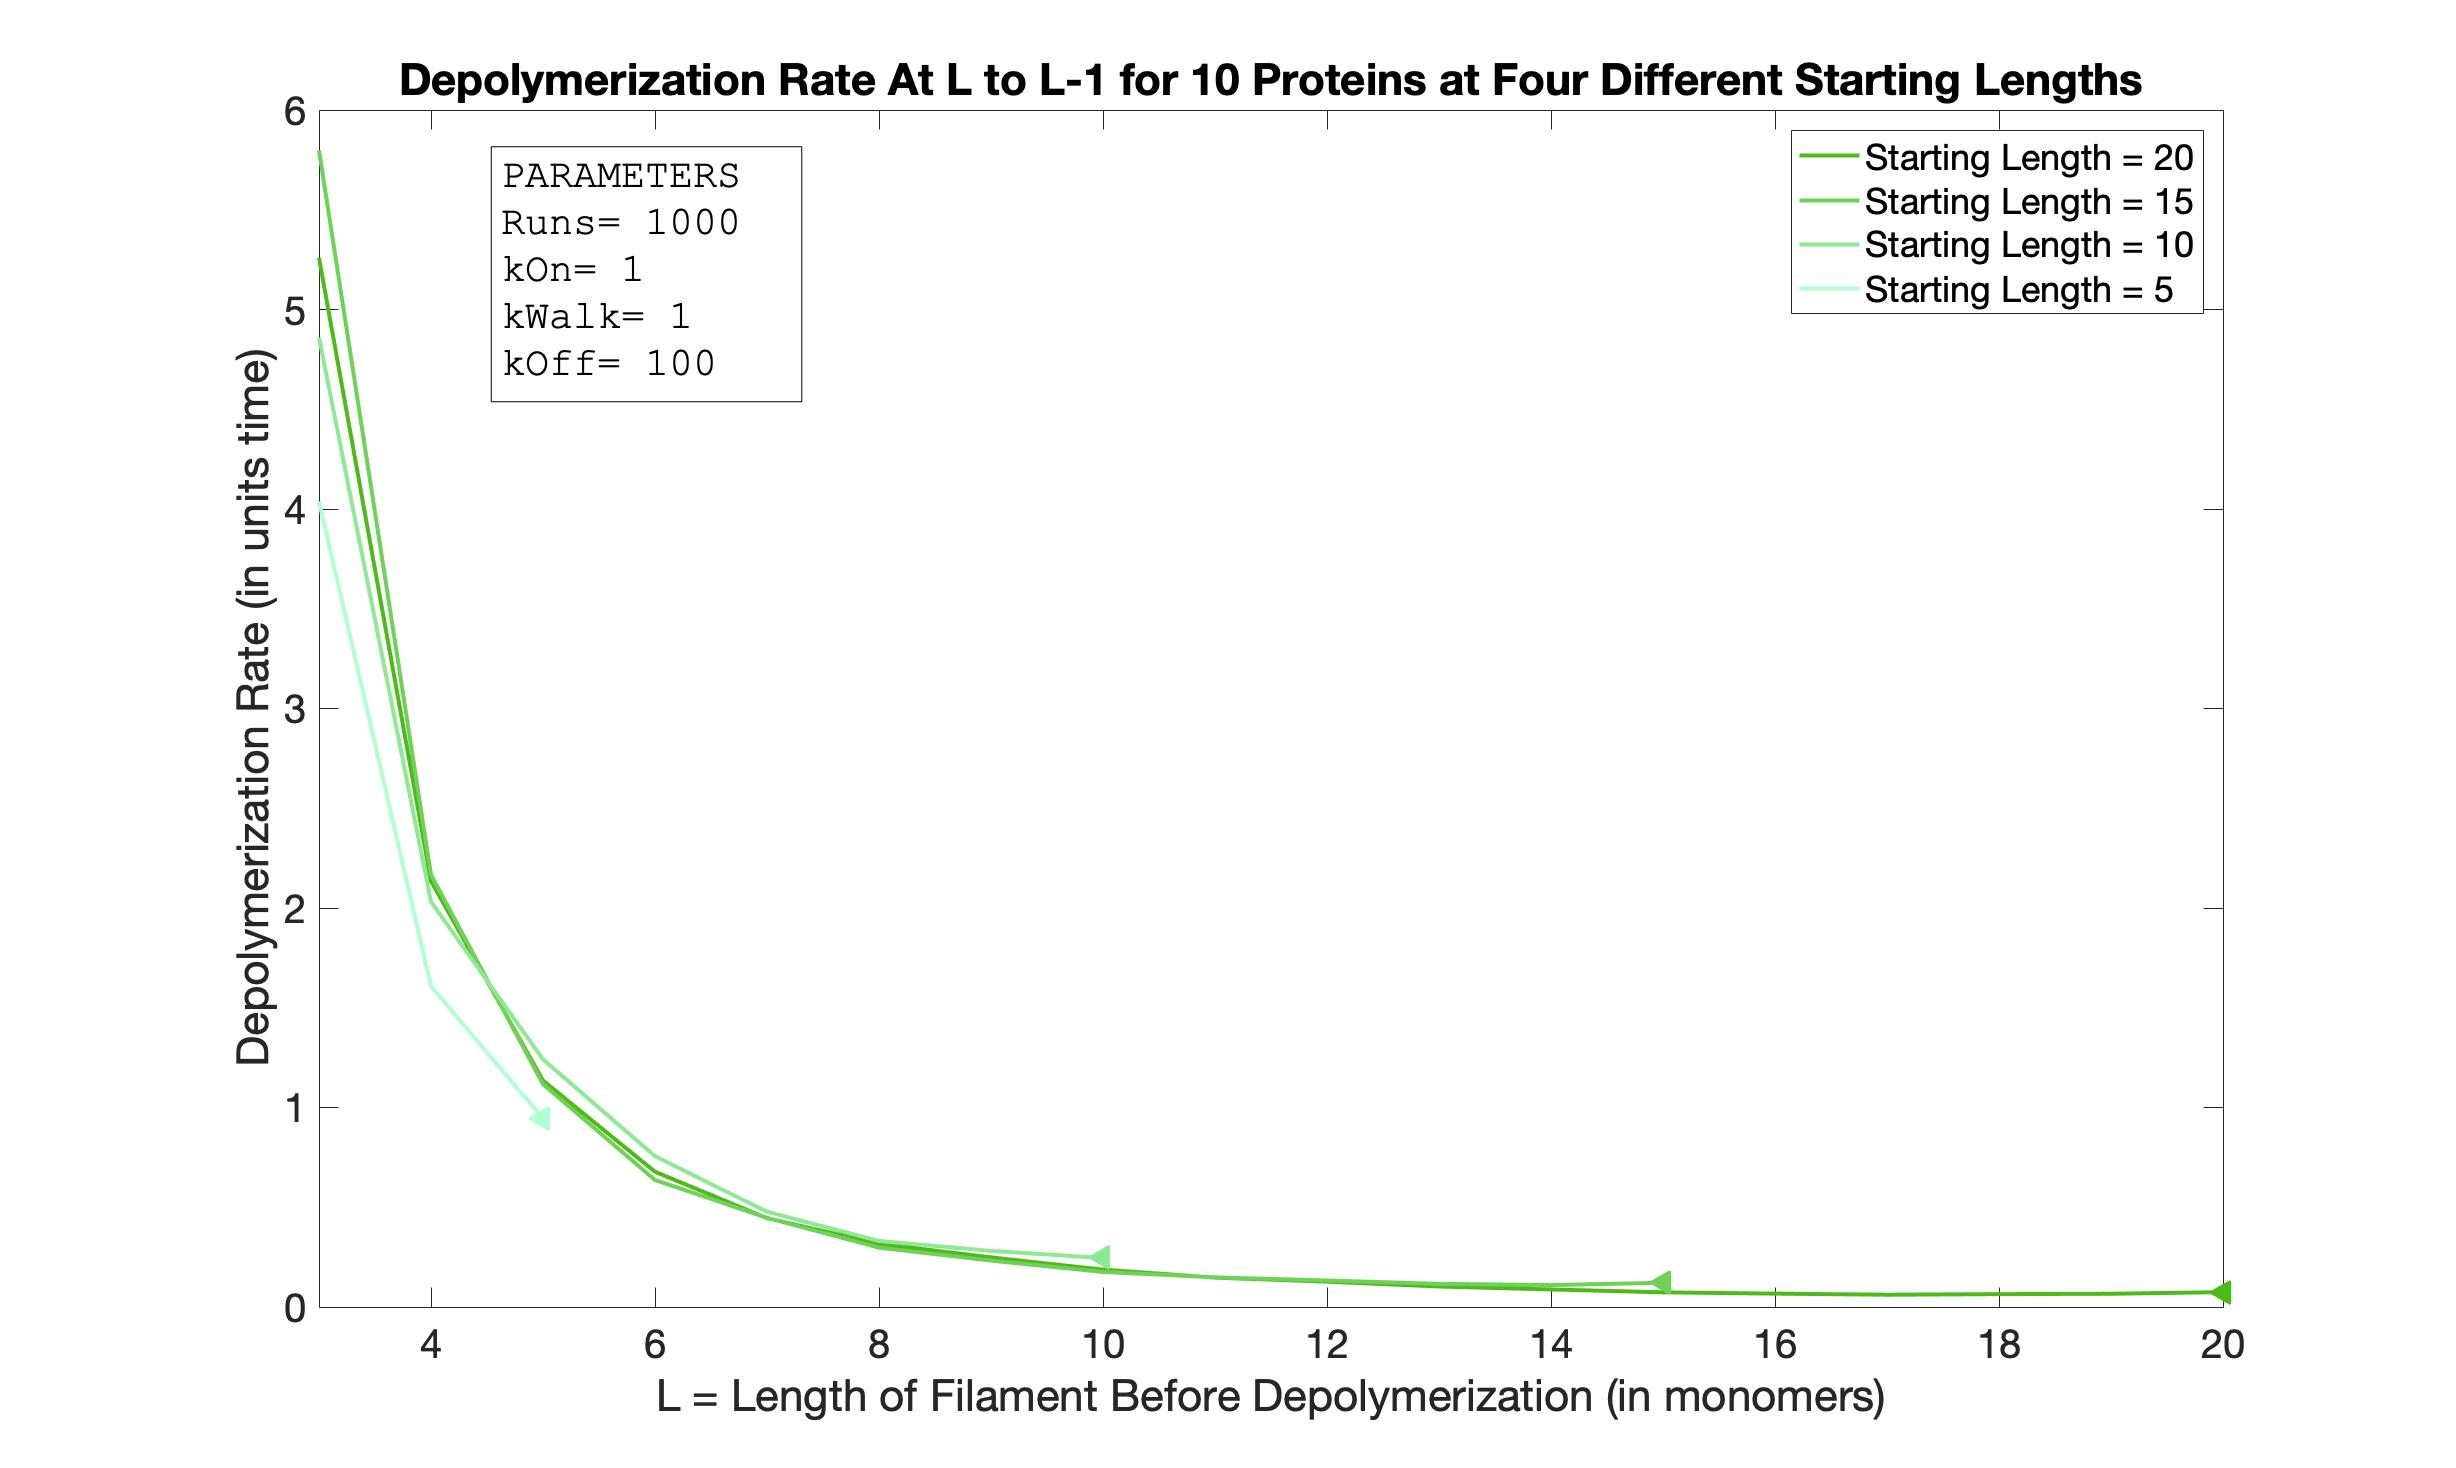 Depolymerization Rate At L to L-1 for 10 Proteins at Four Different Starting Lengths
6
5
4
3
2
1
0
Depolymerization Rate (in units time)
PARAMETERS
Runs= 1000
kOn= 1
kWalk= 1
kOff= 100
Starting Length = 20
Starting Length = 15
Starting Length = 10
Starting Length = 5
4 6 8 10 12 14 16 18 20
L = Length of Filament Before Depolymerization (in monomers)